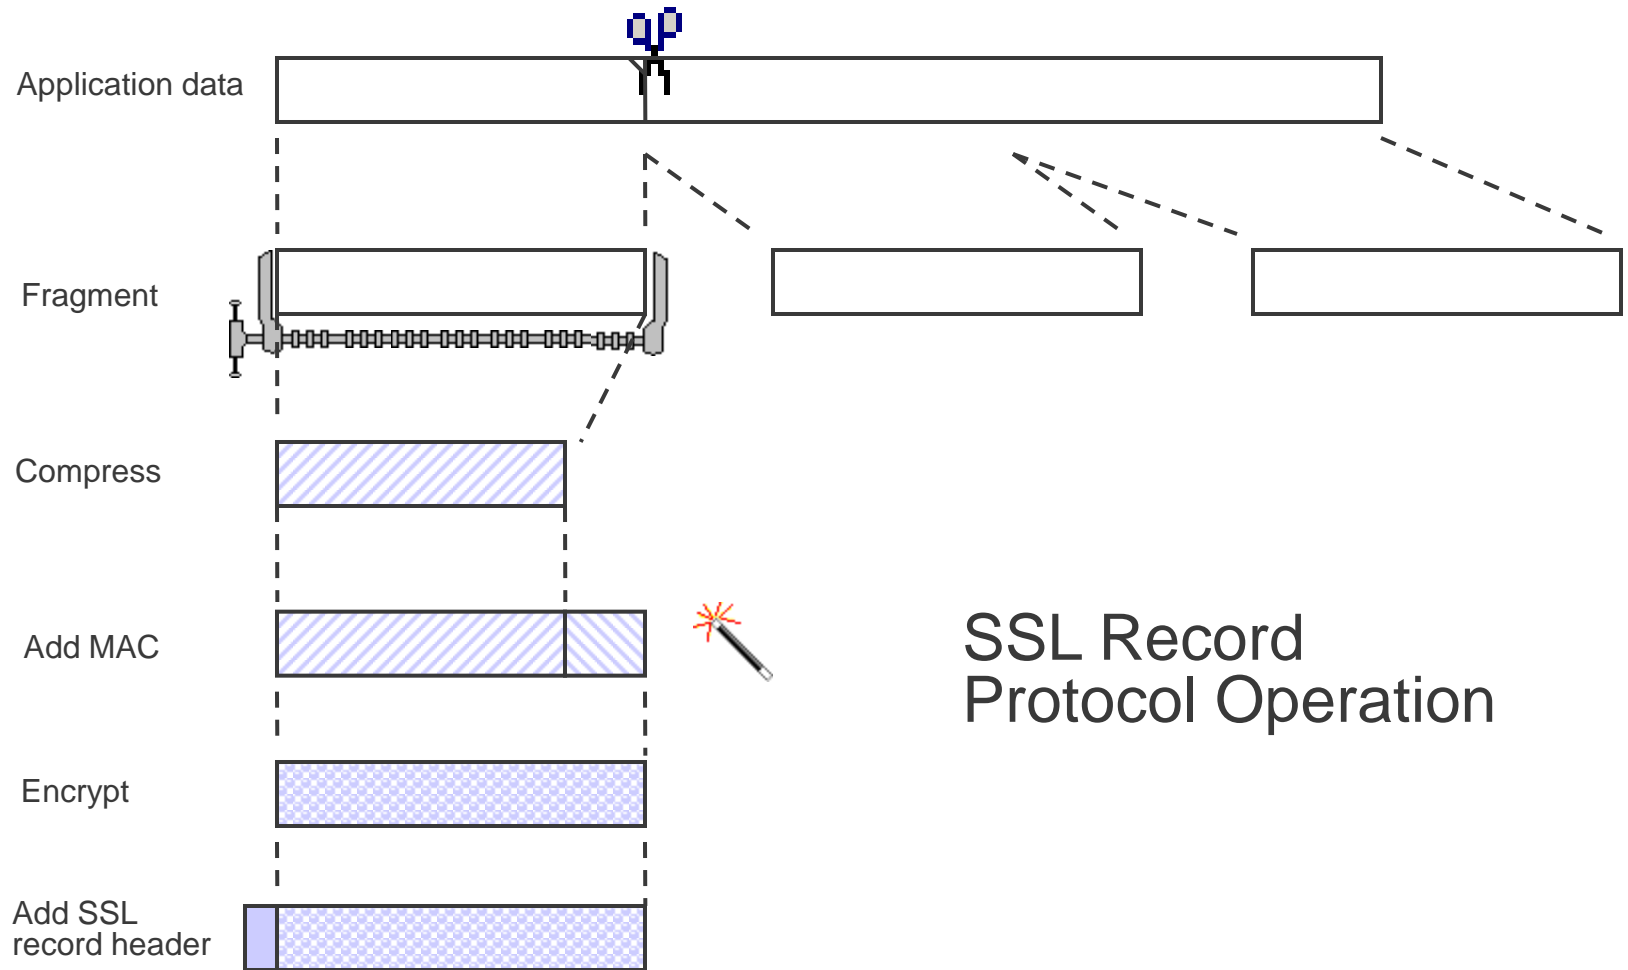 Application data
Fragment
Compress
Add MAC
SSL Record
Protocol Operation
Encrypt
Add SSL
record header